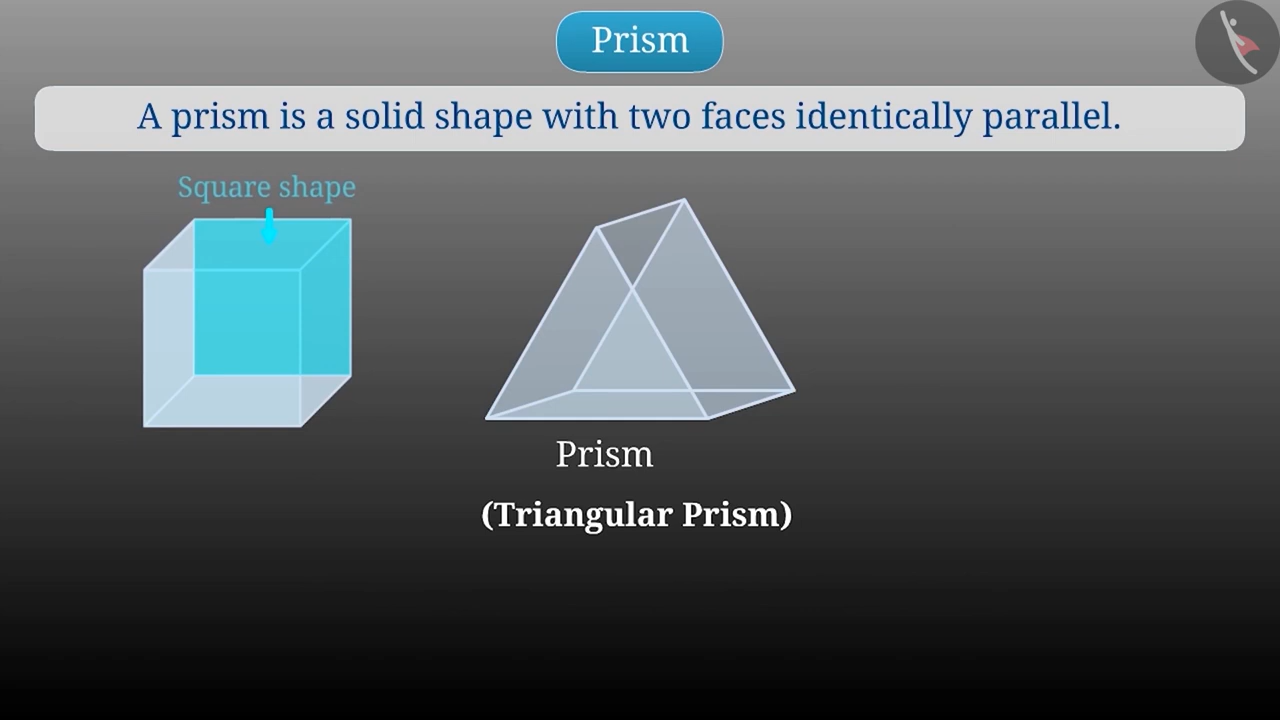 Prism
A prism is a solid shape with two faces identically parallel.
Square shape
Prism
(Triangular Prism)